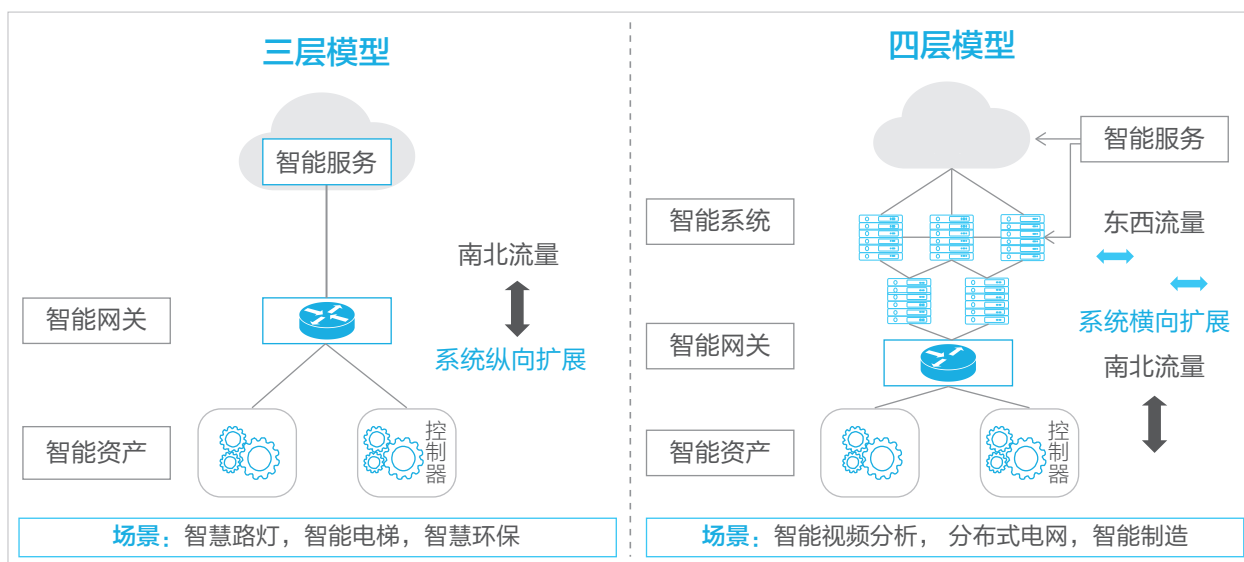 三层模型
智能服务
南北流量
智能网关
系统纵向扩展
智能资产
控制器
场景：智慧路灯，智能电梯，智慧环保
四层模型
智能服务
智能系统
东西流量
系统横向扩展
智能网关
南北流量
智能资产
控制器
场景：智能视频分析， 分布式电网，智能制造